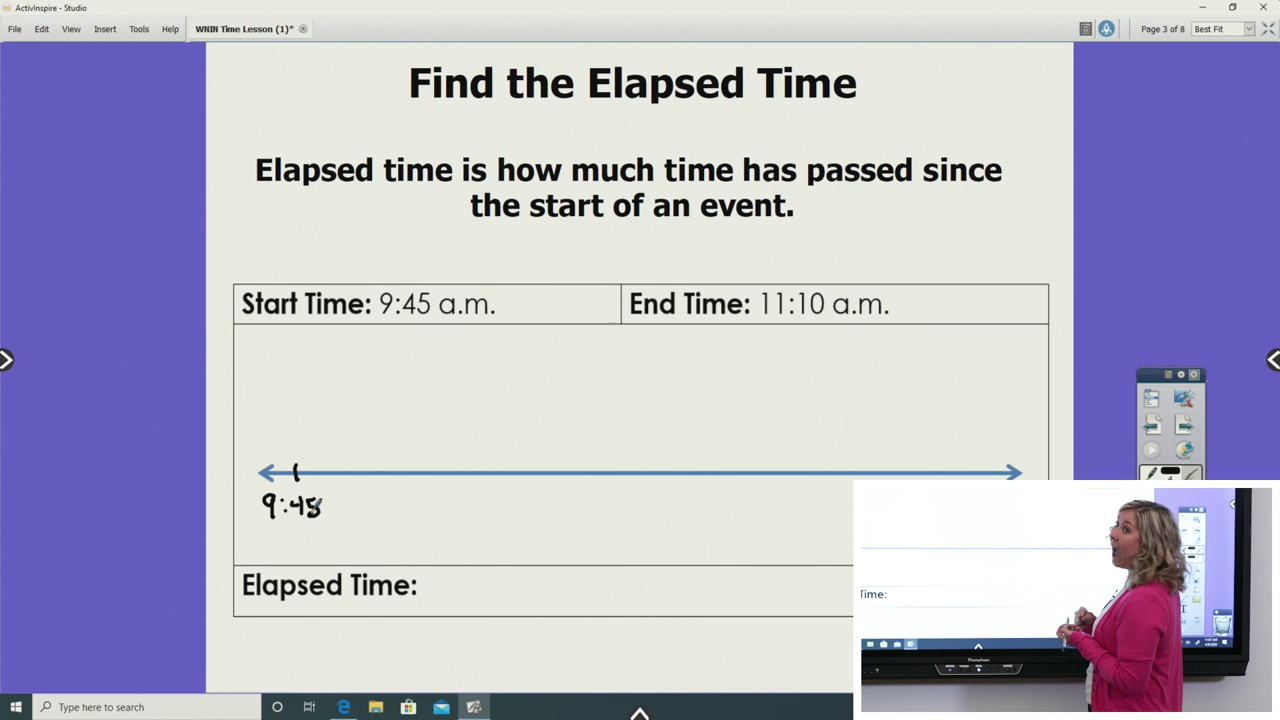 ActivInspire - Studio
File Edit View Insert Tools Help WNIN Time Lesson (1)* Page 3 of 8 Best Fit
Find the Elapsed Time
Elapsed time is how much time has passed since
the start of an event.
Start Time: 9:45 a.m. End Time: 11:10 a.m.
9:45
4
Elapsed Time:
Time:
Promethean
Type here to search